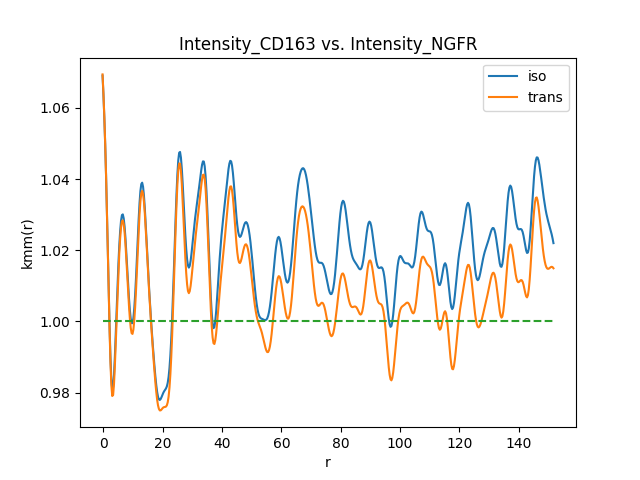 Intensity_CD163 vs. Intensity_NGFR
iso
trans
1.06
1.04
1.02
1.00
0.98
kmm(r)
0 20 40 60 80 100 120 140
r